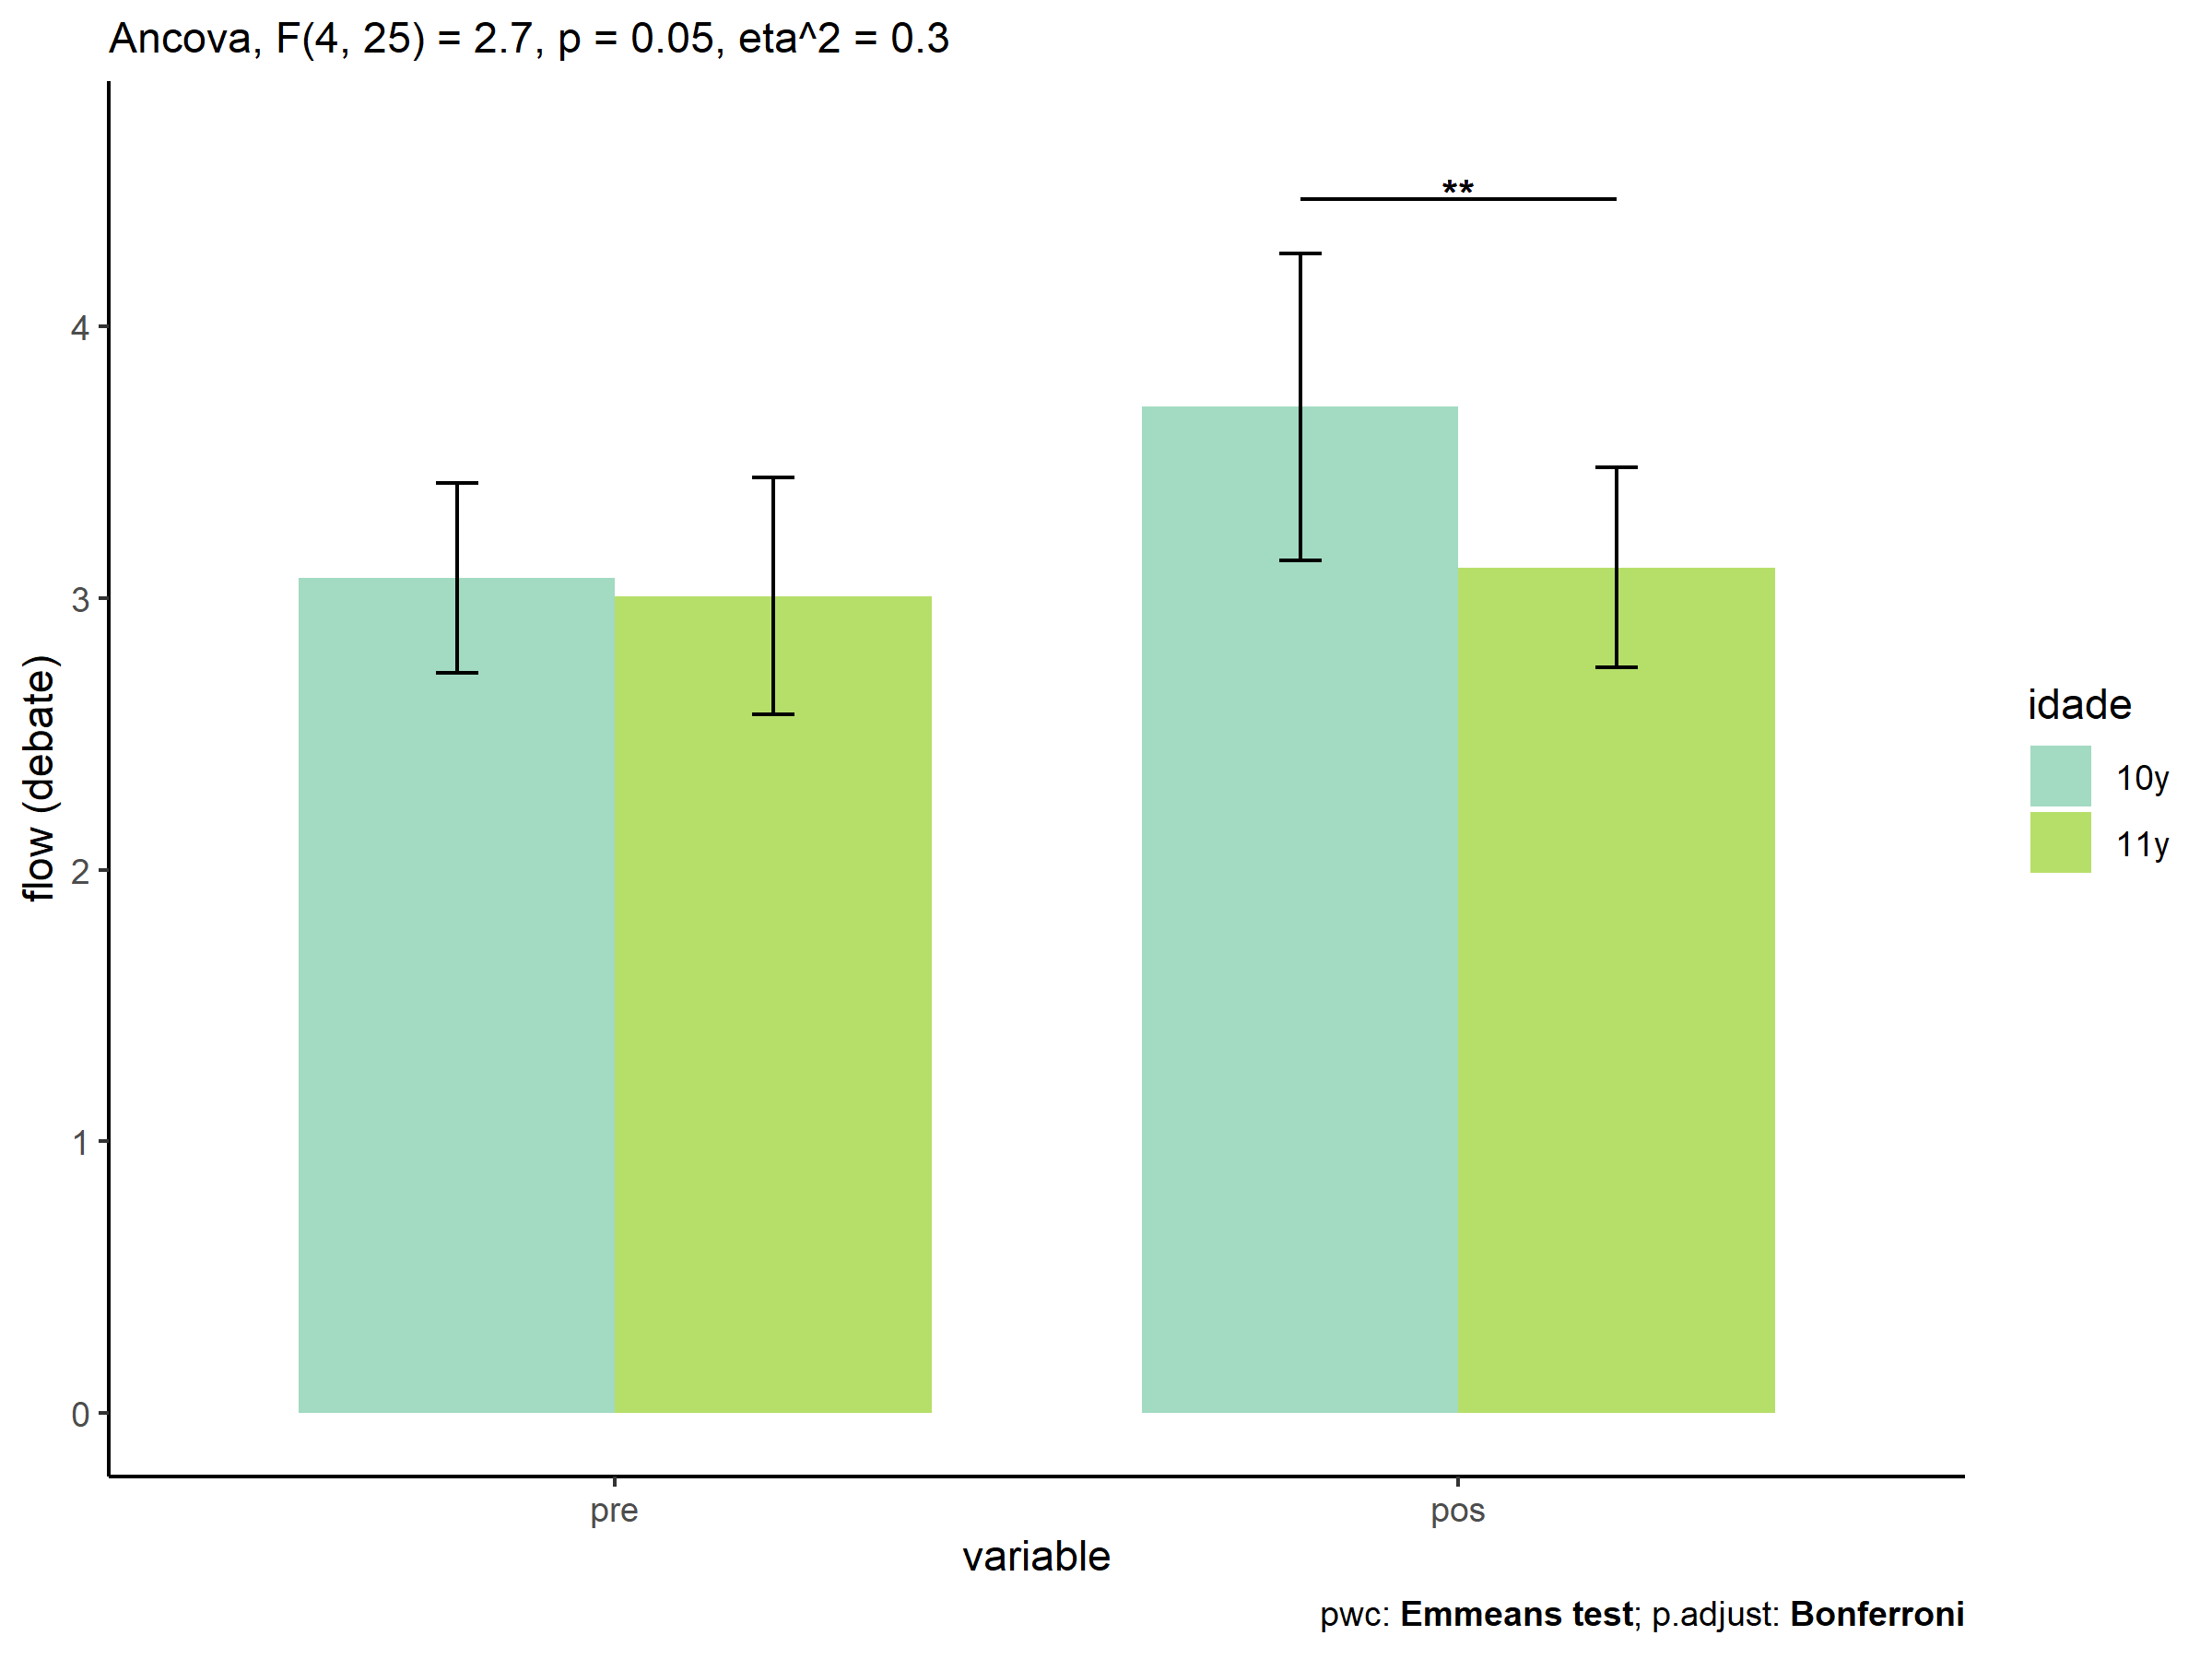 Ancova, F(4, 25) = 2.7, p = 0.05, eta^2 = 0.3
**
4
3
2
1
0
flow (debate)
pre
pos
variable
idade
10y
11y
pwc: Emmeans test; p.adjust: Bonferroni